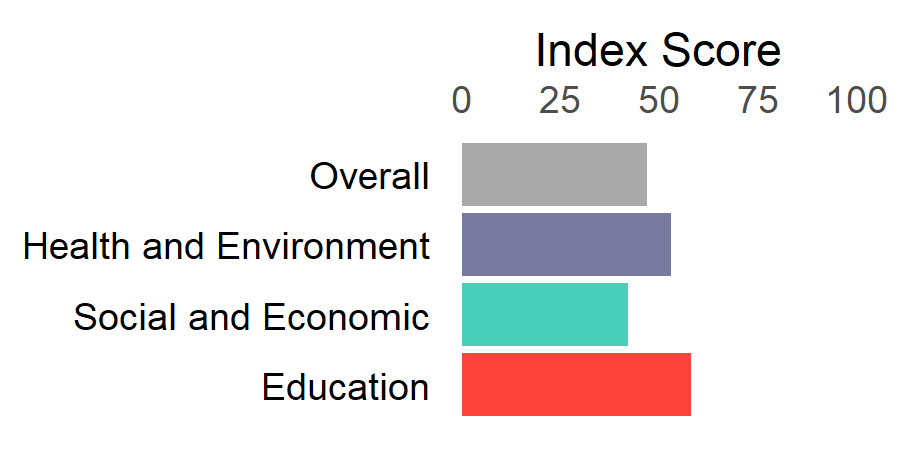 Index Score
0 25 50 75 100
Overall
Health and Environment
Social and Economic
Education